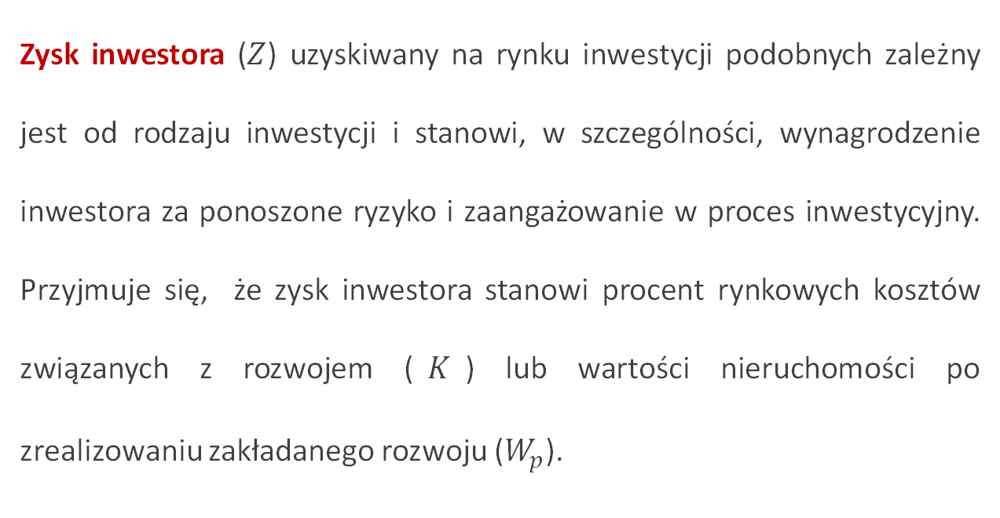 Zysk inwestora (Z) uzyskiwany na rynku inwestycji podobnych zależny
jest od rodzaju inwestycji i stanowi, w szczególności, wynagrodzenie
inwestora za ponoszone ryzyko i zaangażowanie w proces inwestycyjny.
Przyjmuje się, że zysk inwestora stanowi procent rynkowych kosztów
związanych z rozwojem ( K ) lub wartości nieruchomości po
zrealizowaniu zakładanego rozwoju (Wp).